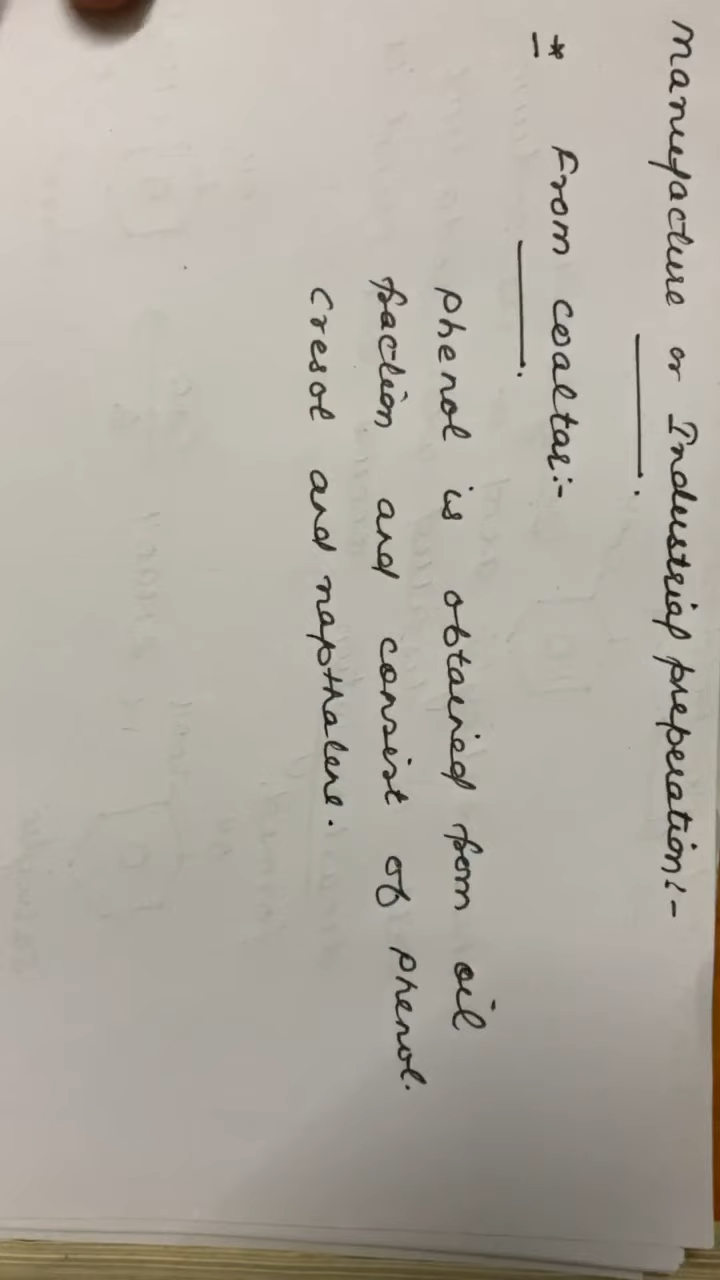 Manufacture or Industrial preperation:-
* From coaltar:-
Phenol is obtained from oil
fraction and consist of phenol.
Cresol and napthalene.